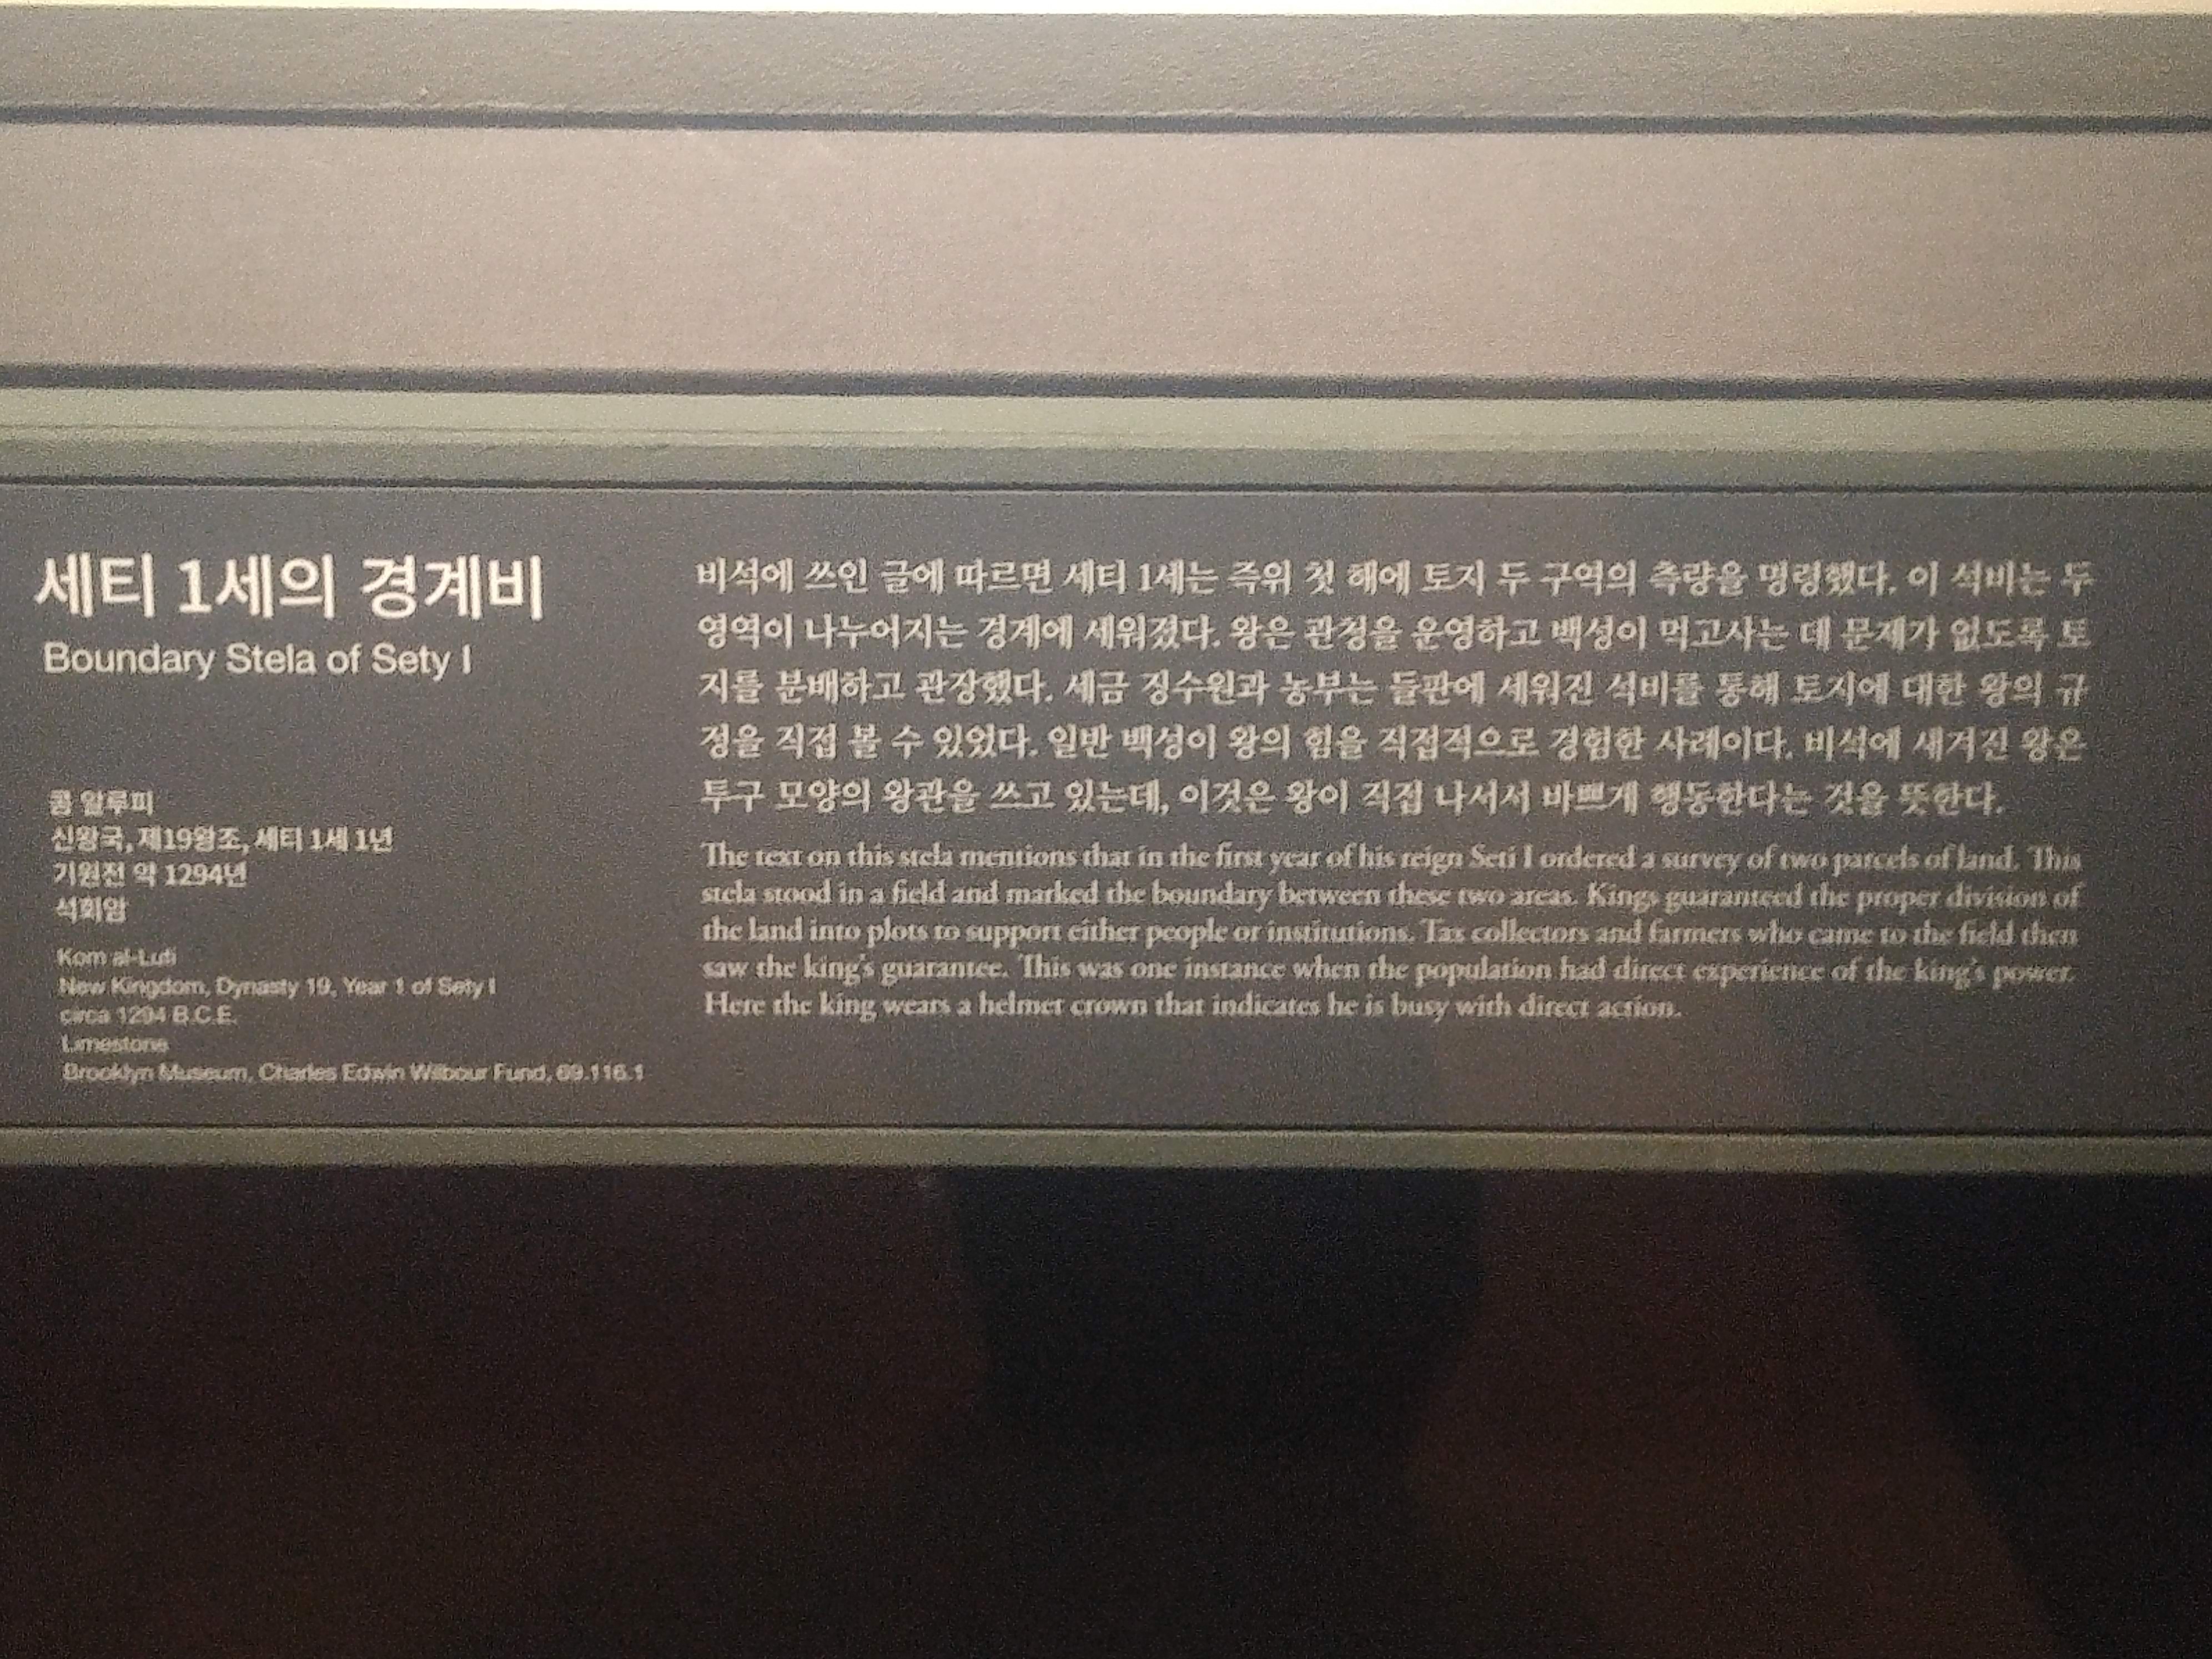 세티 1세의 경계비
Boundary Stela of Sety I
콤 알루피
신왕국, 제19왕조, 세티 1세 1년
기원전 약 1294년
석회암
Kom al-Lufi
New Kingdom, Dynasty 19, Year 1 of Sety I
circa 1294 B.C.E.
Limestone
Brooklyn Museum, Charles Edwin Wilbour Fund, 69.116.1
비석에 쓰인 글에 따르면 세티 1세는 즉위 첫 해에 토지 두 구역의 측량을 명령했다. 이 석비는 두
영역이 나누어지는 경계에 세워졌다. 왕은 관청을 운영하고 백성이 먹고사는 데 문제가 없도록 토
지를 분배하고 관장했다. 세금 징수원과 농부는 들판에 세워진 석비를 통해 토지에 대한 왕의 규
정을 직접 볼 수 있었다. 일반 백성이 왕의 힘을 직접적으로 경험한 사례이다. 비석에 새겨진 왕은
투구 모양의 왕관을 쓰고 있는데, 이것은 왕이 직접 나서서 바쁘게 행동한다는 것을 뜻한다.
The text on this stela mentions that in the first year of his reign Seti I ordered a survey of two parcels of land. This
stela stood in a field and marked the boundary between these two areas. Kings guaranteed the proper division of
the land into plots to support either people or institutions. Tax collectors and farmers who came to the field then
saw the king's guarantee. This was one instance when the population had direct experience of the king's power.
Here the king wears a helmet crown that indicates he is busy with direct action.